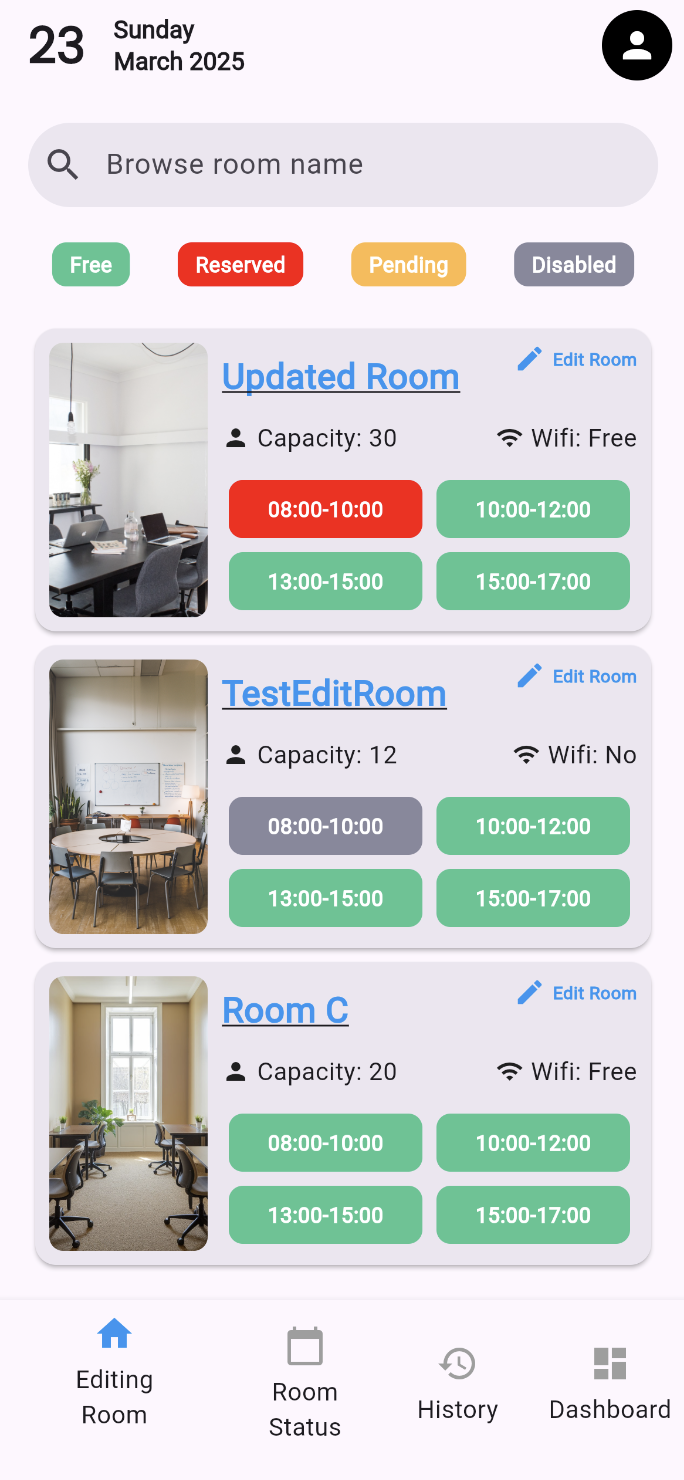 23
Sunday
March 2025
Browse room name
Free Reserved Pending Disabled
Updated Room
Edit Room
Capacity: 30 Wifi: Free
08:00-10:00 10:00-12:00
13:00-15:00 15:00-17:00
TestEditRoom
Edit Room
Capacity: 12 Wifi: No
08:00-10:00 10:00-12:00
13:00-15:00 15:00-17:00
Room C
Edit Room
Capacity: 20 Wifi: Free
08:00-10:00 10:00-12:00
13:00-15:00 15:00-17:00
Editing
Room
Room
Status
History
Dashboard